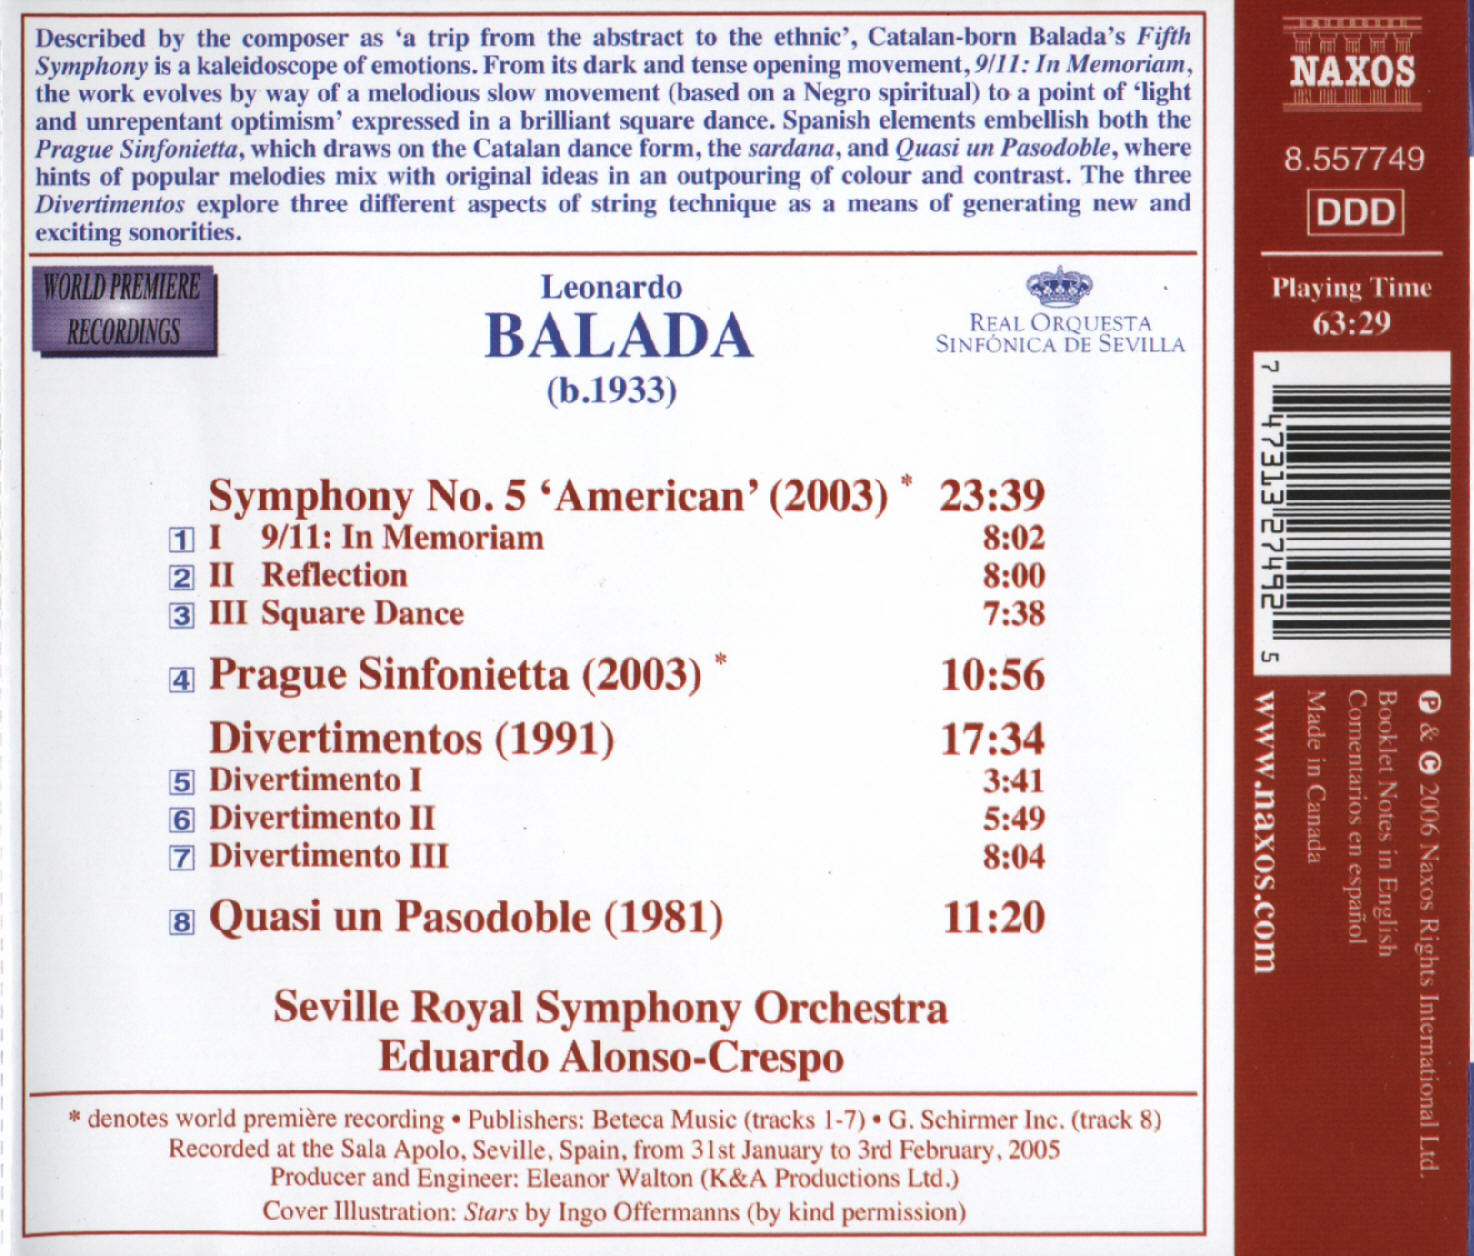 Described by the composer as ‘a trip from the abstract to the ethnic’, Catalan-born Balada’s Fifth
Symphony is a kaleidoscope of emotions. From its dark and tense opening movement, 9/11: In Memoriam,
the work evolves by way of a melodious slow movement (based on a Negro spiritual) to a point of ‘light
and unrepentant optimism’ expressed in a brilliant square dance. Spanish elements embellish both the
Prague Sinfonietta, which draws on the Catalan dance form, the sardana, and Quasi un Pasodoble, where
hints of popular melodies mix with original ideas in an outpouring of colour and contrast. The three
Divertimentos explore three different aspects of string technique as a means of generating new and
exciting sonorities.
WORLD PREMIERE
RECORDINGS
Leonardo
BALADA
(b.1933)
REAL ORQUESTA
SINFÓNICA DE SEVILLA
Symphony No. 5 ‘American’ (2003) * 23:39
1 I 9/11: In Memoriam 8:02
2 II Reflection 8:00
3 III Square Dance 7:38
4 Prague Sinfonietta (2003) * 10:56
Divertimentos (1991) 17:34
5 Divertimento I 3:41
6 Divertimento II 5:49
7 Divertimento III 8:04
8 Quasi un Pasodoble (1981) 11:20
Seville Royal Symphony Orchestra
Eduardo Alonso-Crespo
* denotes world première recording • Publishers: Beteca Music (tracks 1-7) • G. Schirmer Inc. (track 8)
Recorded at the Sala Apolo, Seville, Spain, from 31st January to 3rd February, 2005
Producer and Engineer: Eleanor Walton (K&A Productions Ltd.)
Cover Illustration: Stars by Ingo Offermanns (by kind permission)
NAXOS
8.557749
DDD
Playing Time
63:29
7 47313 27492 5
℗ & © 2006 Naxos Rights International Ltd.
Booklet Notes in English
Comentarios en español
Made in Canada
www.naxos.com